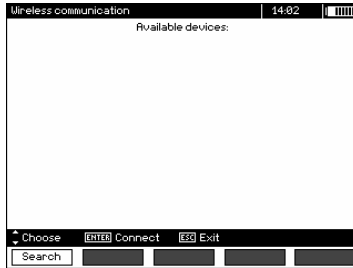 Wireless communication 14:02
Available devices:
Choose ENTER Connect ESC Exit
Search